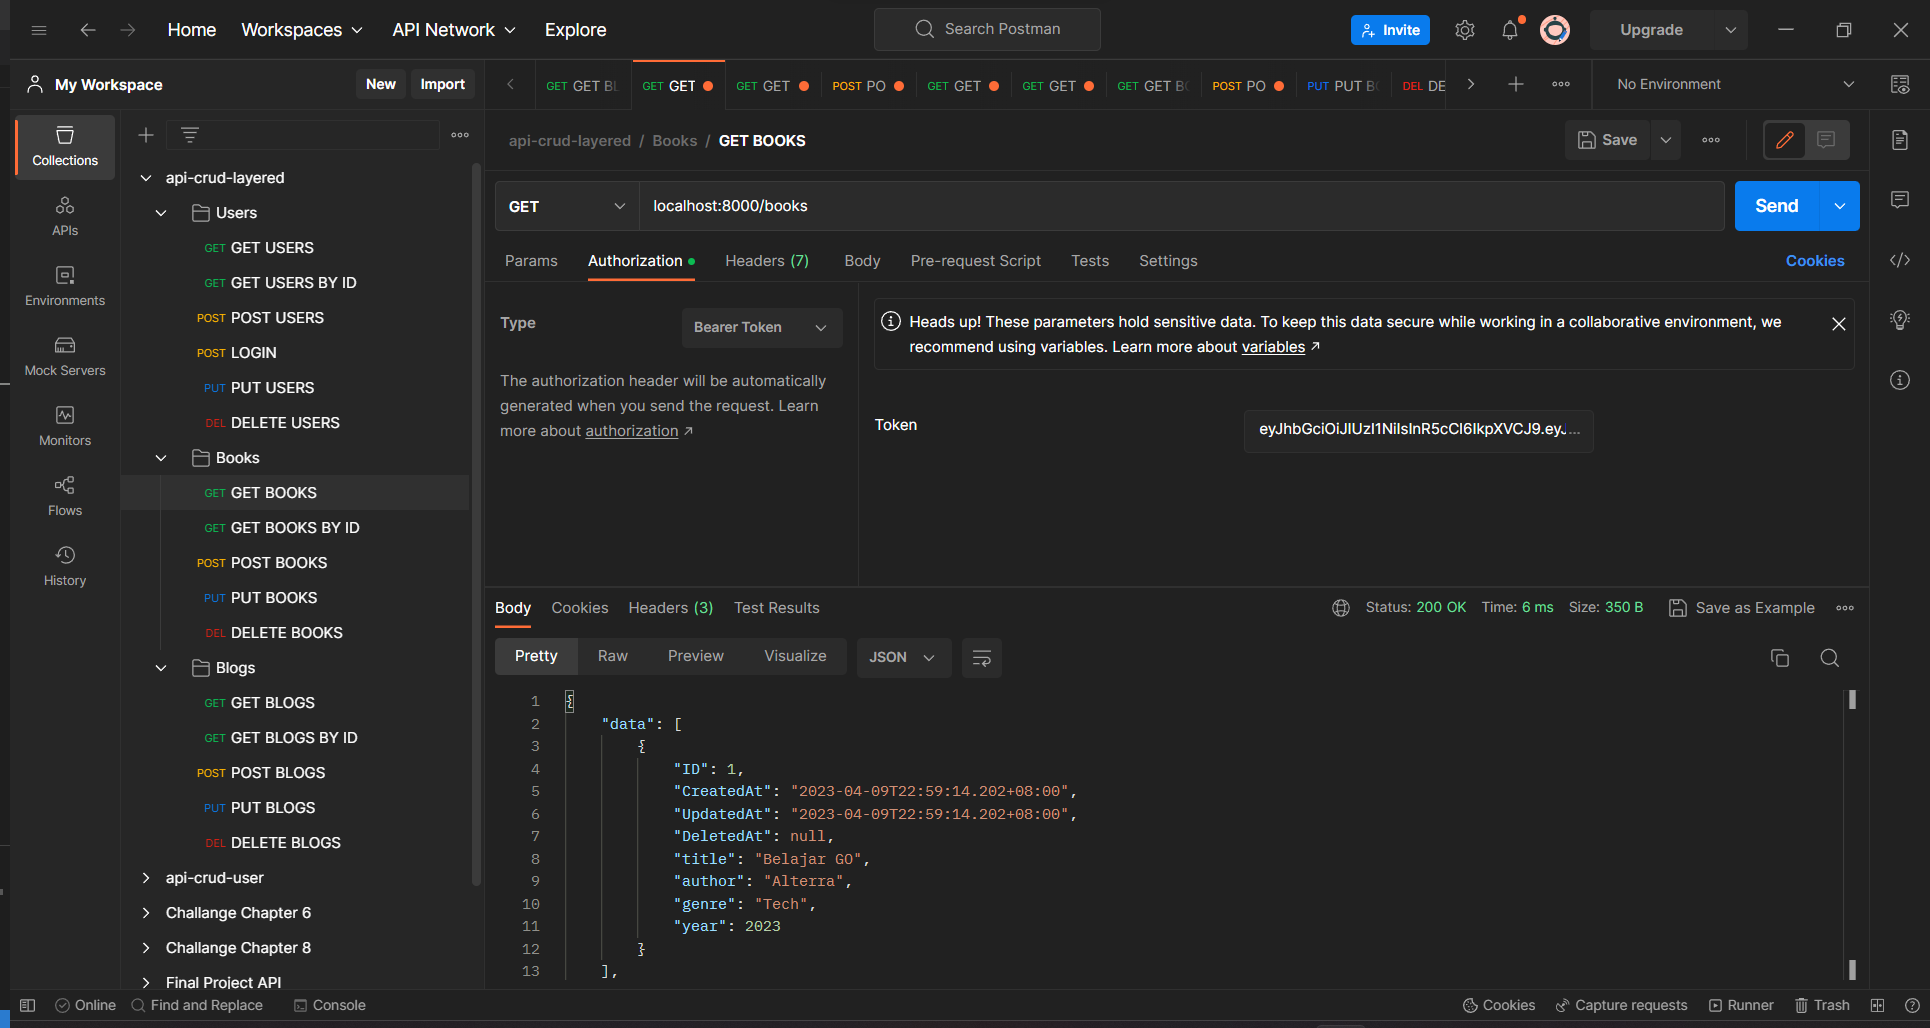 Home Workspaces API Network Explore Search Postman Invite Upgrade
My Workspace New Import GET GET BL GET GET GET GET POST PO GET GET GET GET GET GET BO POST PO PUT PUT BO DEL DE No Environment
Collections
APIs
Environments
Mock Servers
Monitors
Flows
History
api-crud-layered
Users
GET GET USERS
GET GET USERS BY ID
POST POST USERS
POST LOGIN
PUT PUT USERS
DEL DELETE USERS
Books
GET GET BOOKS
GET GET BOOKS BY ID
POST POST BOOKS
PUT PUT BOOKS
DEL DELETE BOOKS
Blogs
GET GET BLOGS
GET GET BLOGS BY ID
POST POST BLOGS
PUT PUT BLOGS
DEL DELETE BLOGS
api-crud-user
Challange Chapter 6
Challange Chapter 8
Final Project API
api-crud-layered / Books / GET BOOKS Save
GET localhost:8000/books Send
Params Authorization Headers (7) Body Pre-request Script Tests Settings Cookies
Type Bearer Token
The authorization header will be automatically
generated when you send the request. Learn
more about authorization ↗
Heads up! These parameters hold sensitive data. To keep this data secure while working in a collaborative environment, we
recommend using variables. Learn more about variables ↗
Token eyJhbGciOiJIUzI1NiIsInR5cCI6IkpXVCJ9.eyJ...
Body Cookies Headers (3) Test Results Status: 200 OK Time: 6 ms Size: 350 B Save as Example
Pretty Raw Preview Visualize JSON
1 {
2 "data": [
3 {
4 "ID": 1,
5 "CreatedAt": "2023-04-09T22:59:14.202+08:00",
6 "UpdatedAt": "2023-04-09T22:59:14.202+08:00",
7 "DeletedAt": null,
8 "title": "Belajar GO",
9 "author": "Alterra",
10 "genre": "Tech",
11 "year": 2023
12 }
13 ],
Online Find and Replace Console Cookies Capture requests Runner Trash